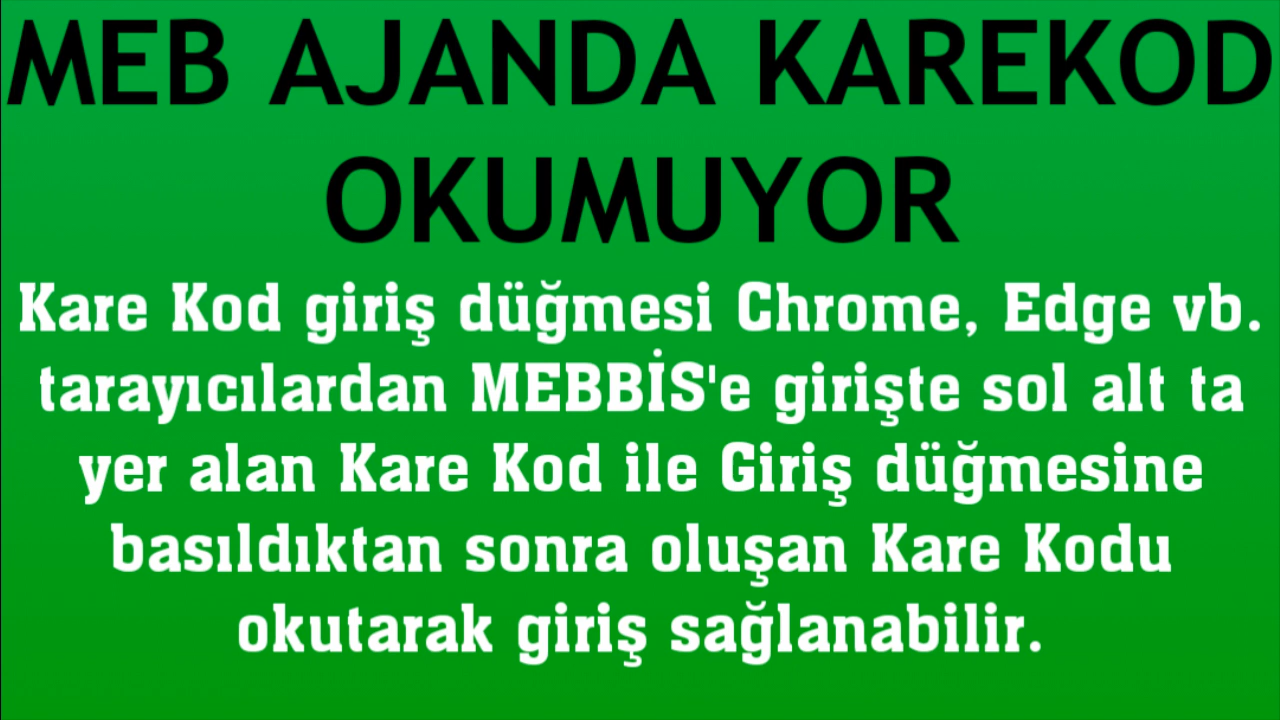 MEB AJANDA KAREKOD
OKUMUYOR
Kare Kod giriş düğmesi Chrome, Edge vb.
tarayıcılardan MEBBİS'e girişte sol alt ta
yer alan Kare Kod ile Giriş düğmesine
basıldıktan sonra oluşan Kare Kodu
okutarak giriş sağlanabilir.